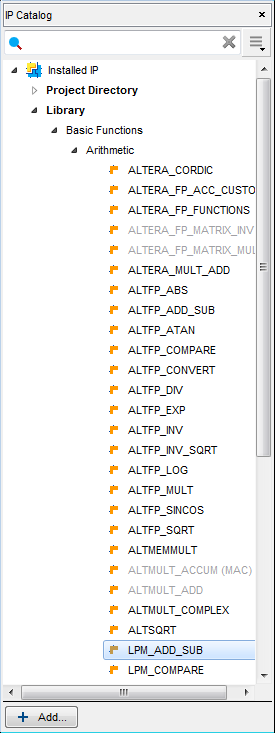 IP Catalog
Installed IP
Project Directory
Library
Basic Functions
Arithmetic
ALTERA_CORDIC
ALTERA_FP_ACC_CUSTO
ALTERA_FP_FUNCTIONS
ALTERA_FP_MATRIX_INV
ALTERA_FP_MATRIX_MUL
ALTERA_MULT_ADD
ALTFP_ABS
ALTFP_ADD_SUB
ALTFP_ATAN
ALTFP_COMPARE
ALTFP_CONVERT
ALTFP_DIV
ALTFP_EXP
ALTFP_INV
ALTFP_INV_SQRT
ALTFP_LOG
ALTFP_MULT
ALTFP_SINCOS
ALTFP_SQRT
ALTMEMMULT
ALTMULT_ACCUM (MAC)
ALTMULT_ADD
ALTMULT_COMPLEX
ALTSQRT
LPM_ADD_SUB
LPM_COMPARE
Add...